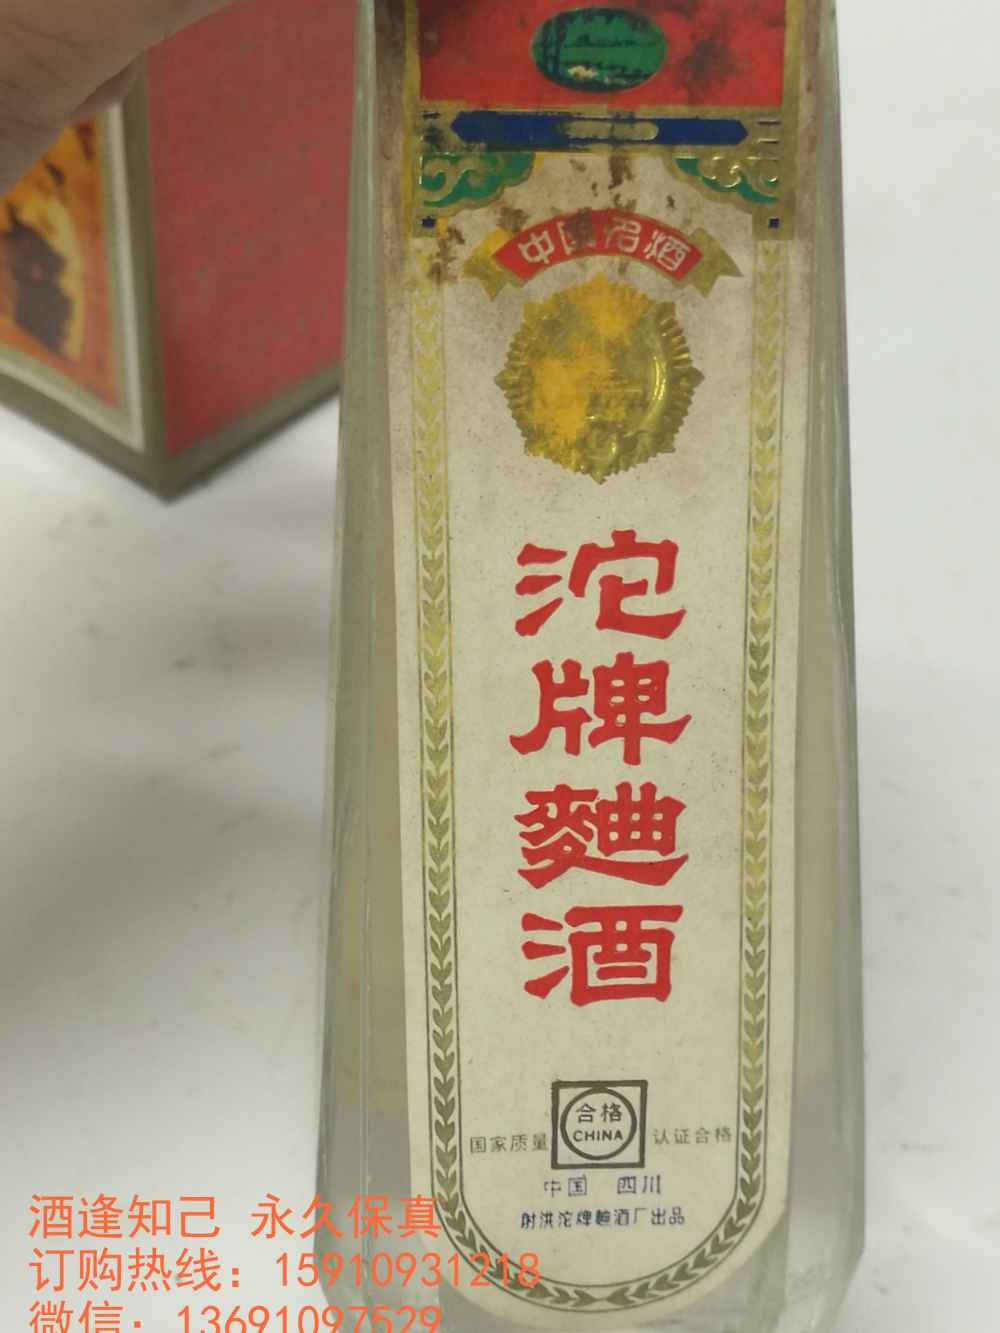 中国名酒
沱牌麯酒
合格
CHINA
国家质量 认证合格
中国 四川
射洪沱牌麯酒厂出品
酒逢知己 永久保真
订购热线：15910931218
微信：13691097529